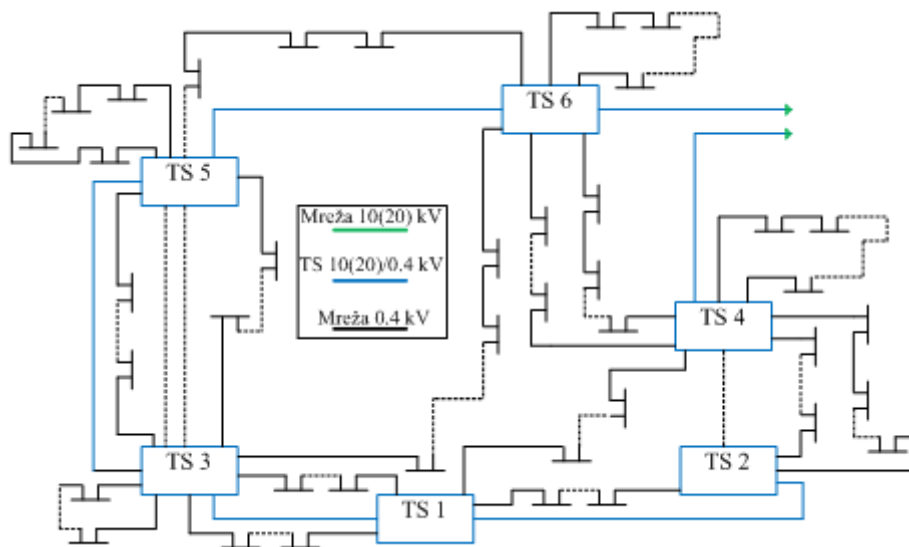 TS 6
TS 5
Mreža 10(20) kV
TS 10(20)/0.4 kV
Mreža 0.4 kV
TS 4
TS 3
TS 2
TS 1